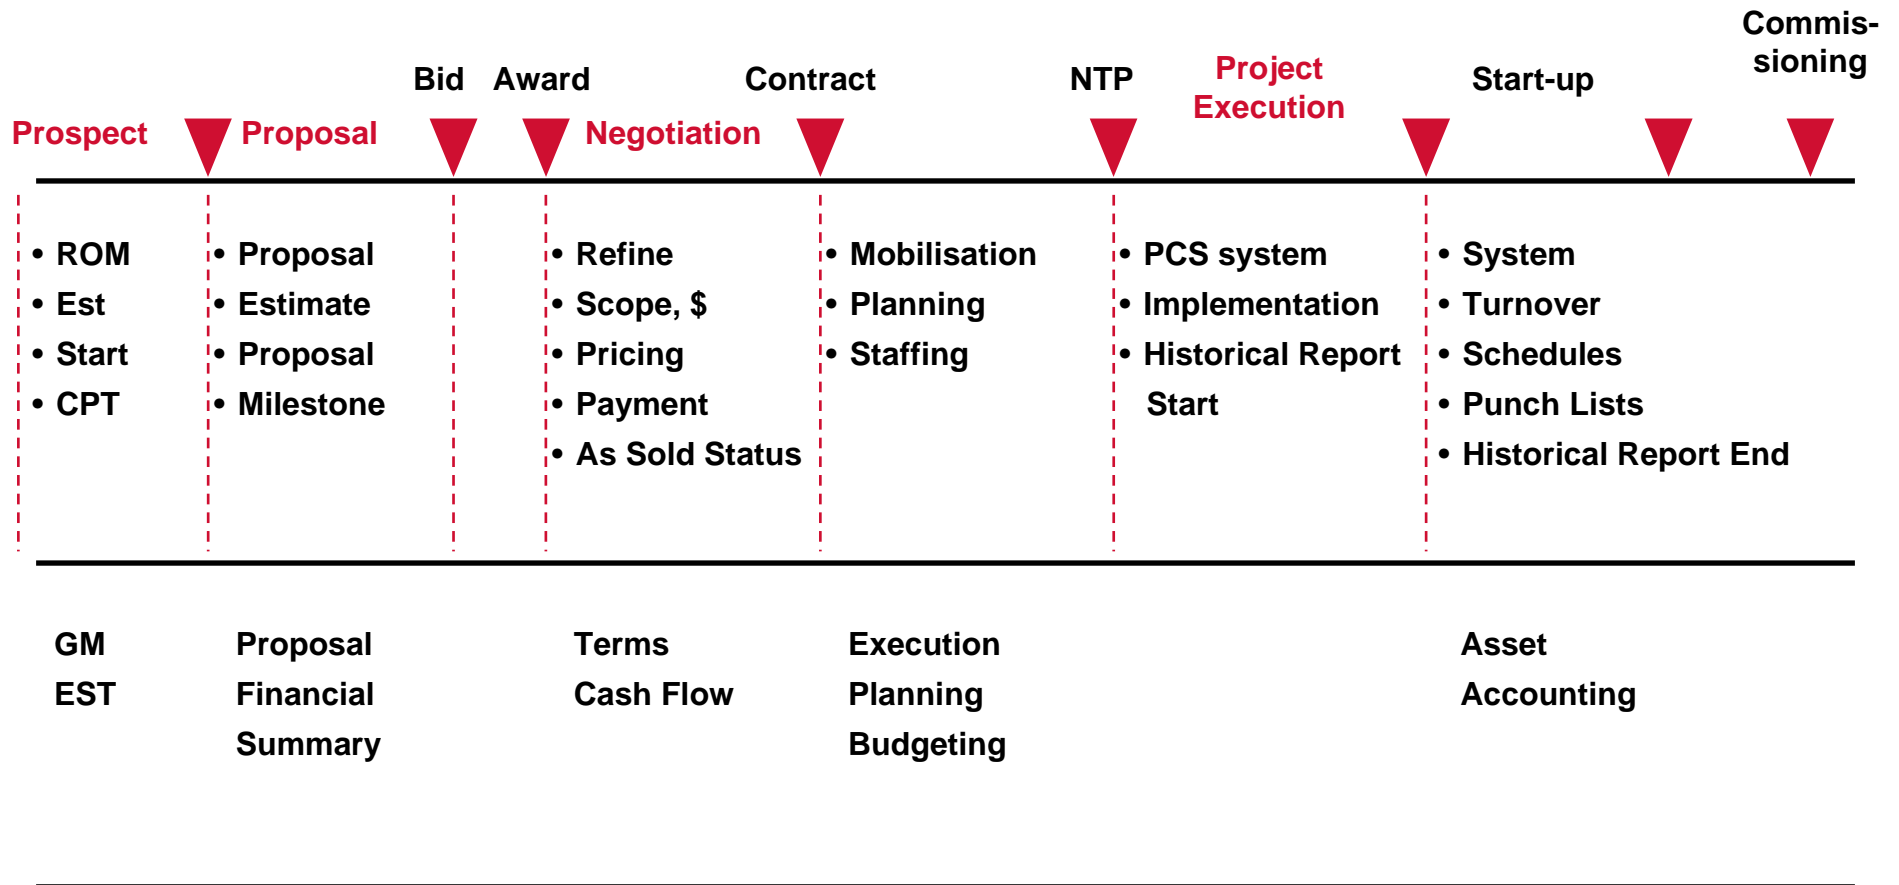 Commis-
sioning
Bid Award Contract NTP Project Start-up
Execution
Prospect Proposal Negotiation
• ROM
• Est
• Start
• CPT
• Proposal
• Estimate
• Proposal
• Milestone
• Refine
• Scope, $
• Pricing
• Payment
• As Sold Status
• Mobilisation
• Planning
• Staffing
• PCS system
• Implementation
• Historical Report
Start
• System
• Turnover
• Schedules
• Punch Lists
• Historical Report End
GM
EST
Proposal
Financial
Summary
Terms
Cash Flow
Execution
Planning
Budgeting
Asset
Accounting